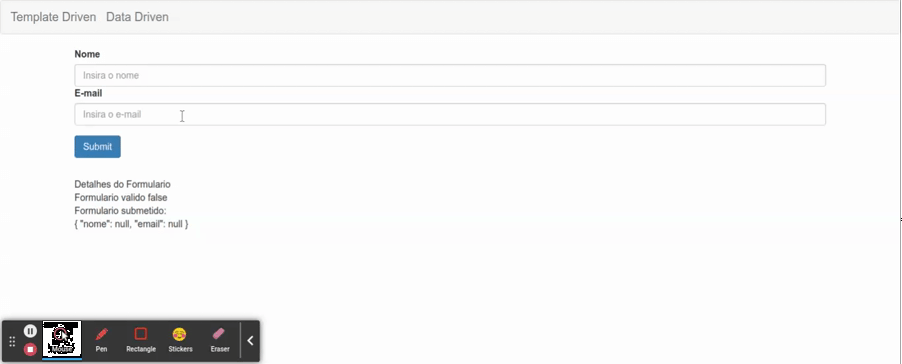 Template Driven Data Driven
Nome
Insira o nome
E-mail
Insira o e-mail
Submit
Detalhes do Formulario
Formulario valido false
Formulario submetido:
{ "nome": null, "email": null }
Mouse Pen Rectangle Stickers Eraser